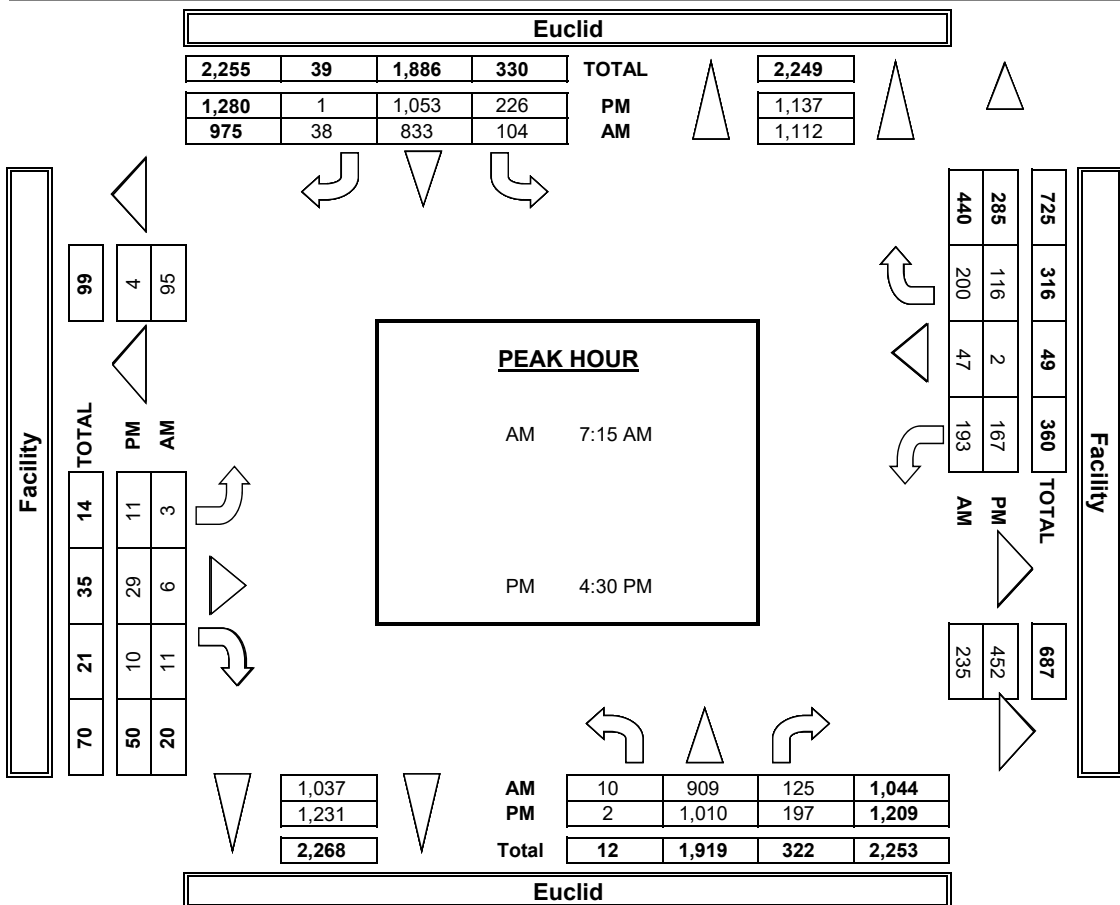 Euclid
2,255 39 1,886 330 TOTAL 2,249
1,280 1 1,053 226 PM 1,137
975 38 833 104 AM 1,112
Facility
99 4 95
TOTAL PM AM
14 11 3
35 29 6
21 10 11
70 50 20
PEAK HOUR
AM 7:15 AM
PM 4:30 PM
440 285 725
200 116 316
47 2 49
193 167 360
AM PM TOTAL
235 452 687
Facility
1,037 AM 10 909 125 1,044
1,231 PM 2 1,010 197 1,209
2,268 Total 12 1,919 322 2,253
Euclid